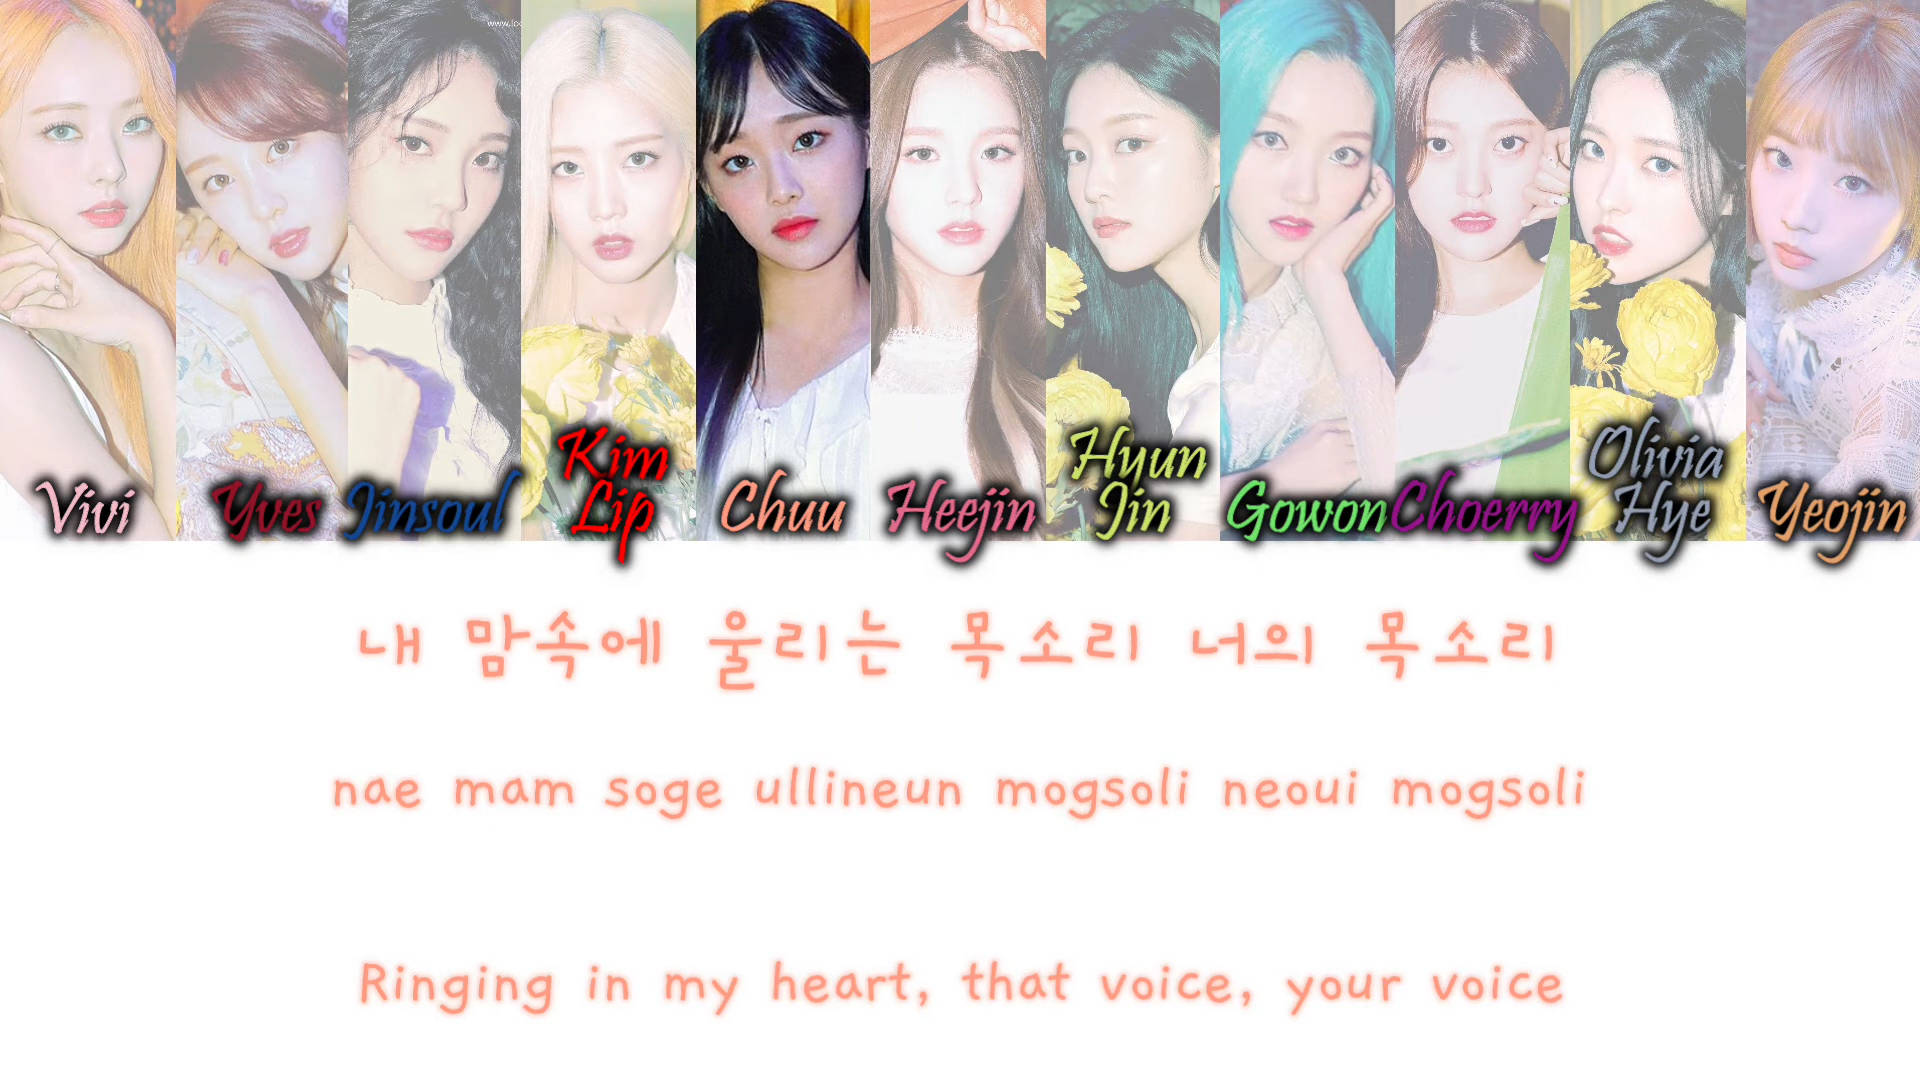 www.loo
Vivi
Yves
Jinsoul
Kim
Lip
Chuu
Heejin
Hyun
Jin
Gowon
Choerry
Olivia
Hye
Yeojin
내 맘속에 울리는 목소리 너의 목소리
nae mam soge ullineun mogsoli neoui mogsoli
Ringing in my heart, that voice, your voice